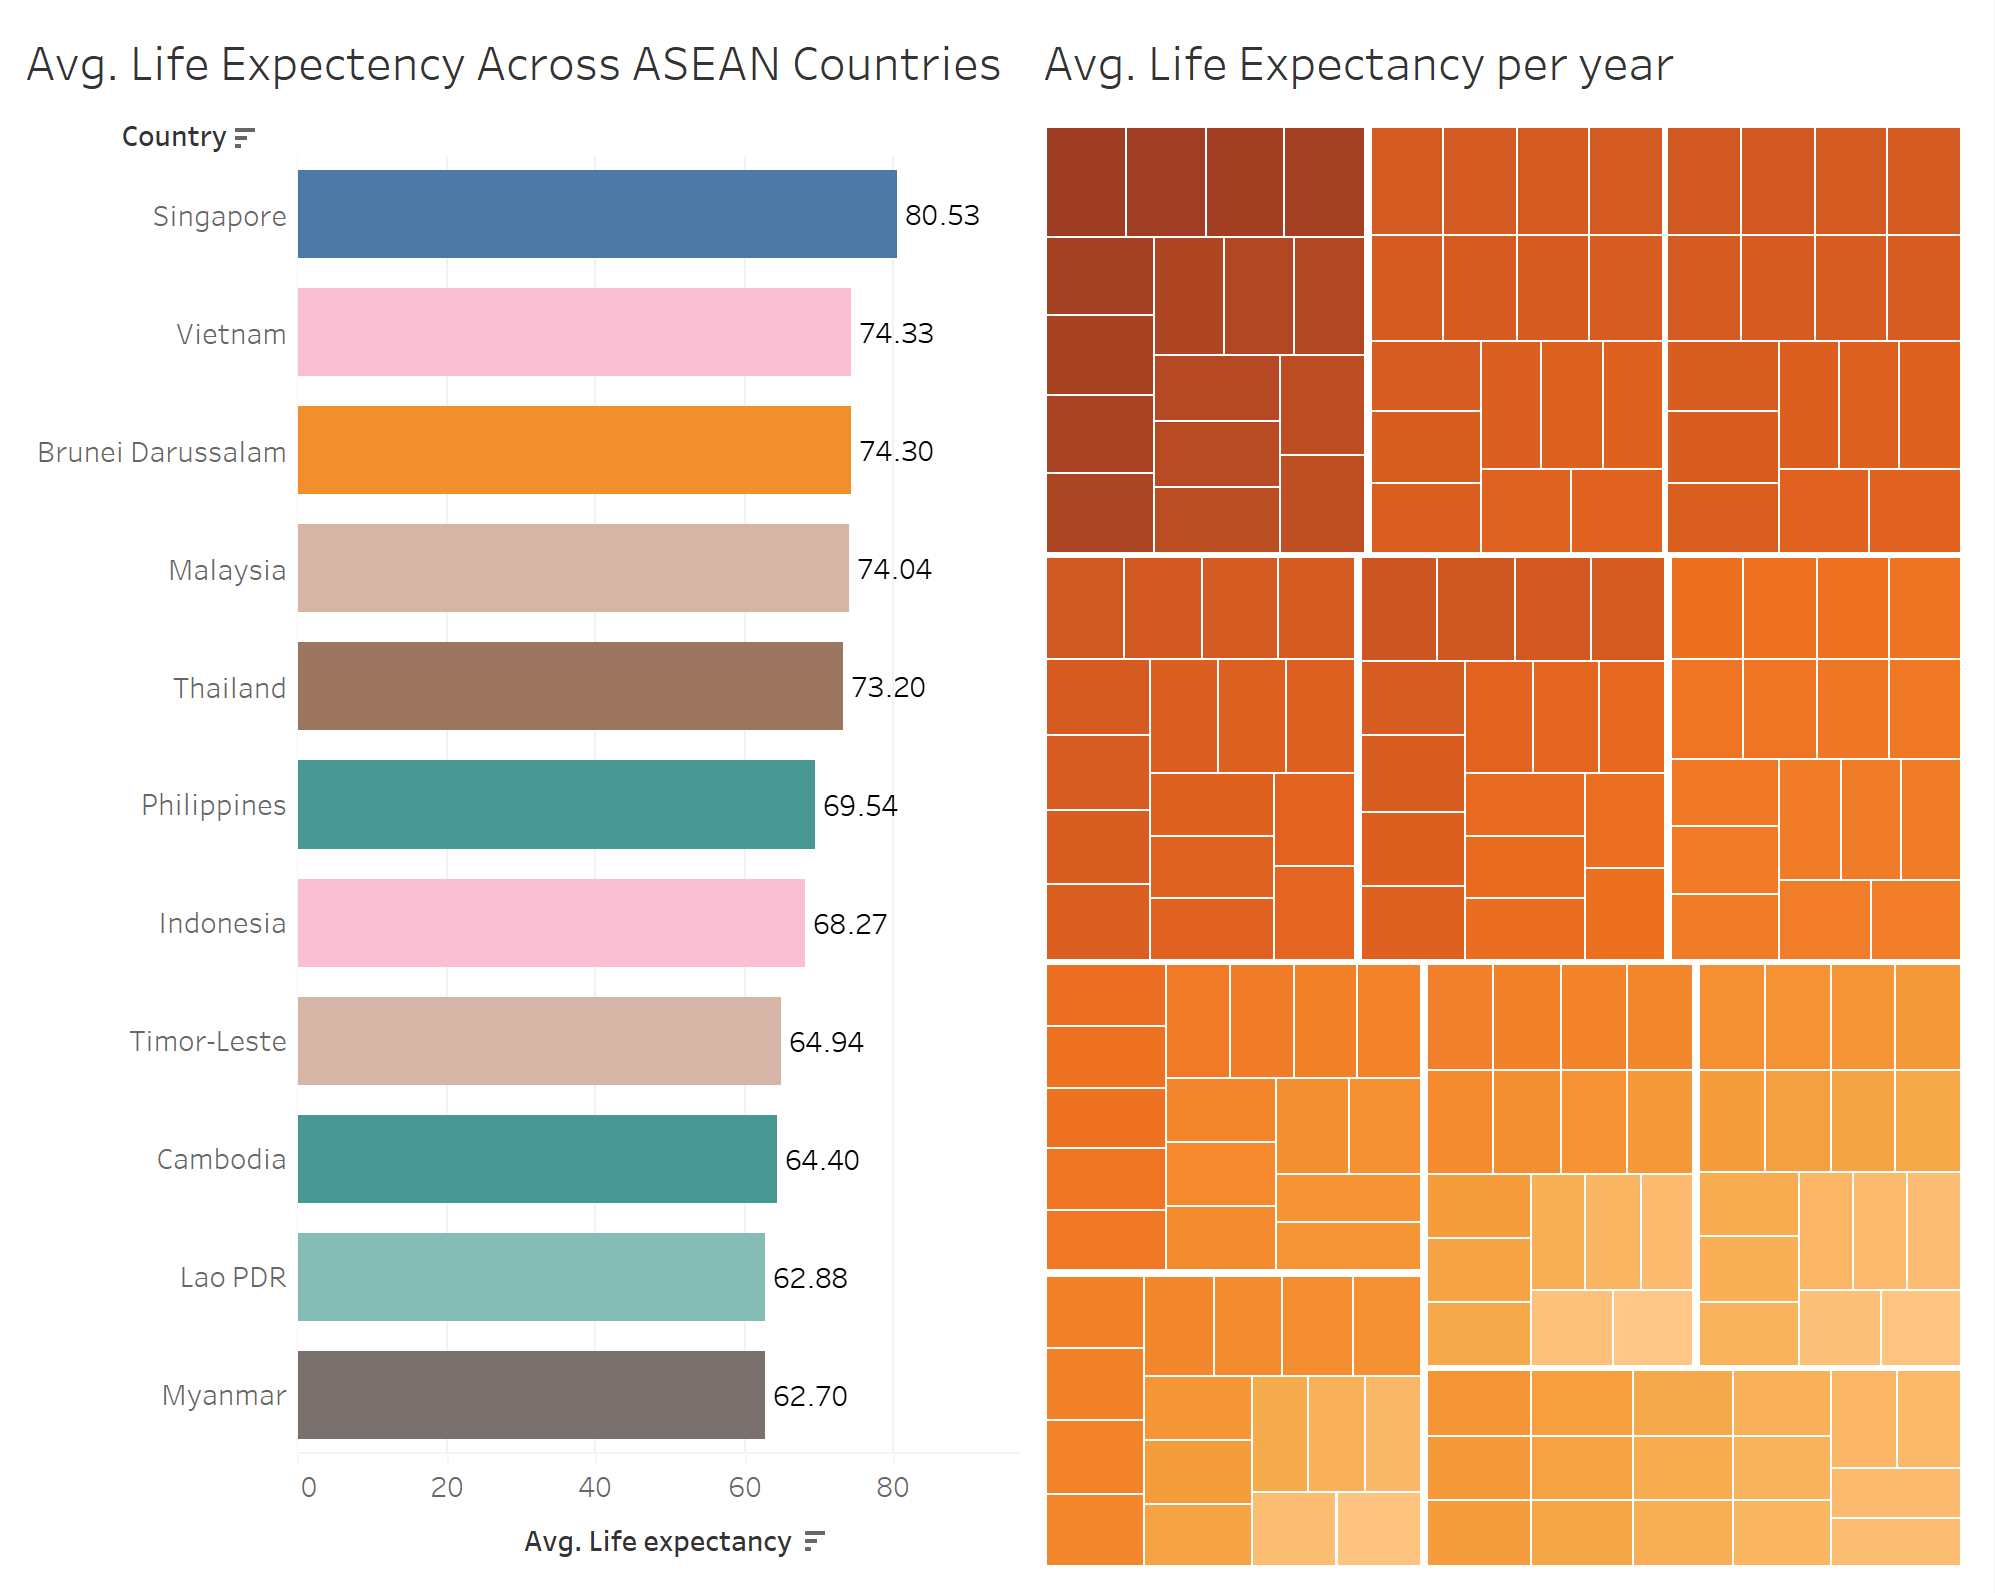 Avg. Life Expectency Across ASEAN Countries
Avg. Life Expectancy per year
Country
Singapore 80.53
Vietnam 74.33
Brunei Darussalam 74.30
Malaysia 74.04
Thailand 73.20
Philippines 69.54
Indonesia 68.27
Timor-Leste 64.94
Cambodia 64.40
Lao PDR 62.88
Myanmar 62.70
0 20 40 60 80
Avg. Life expectancy